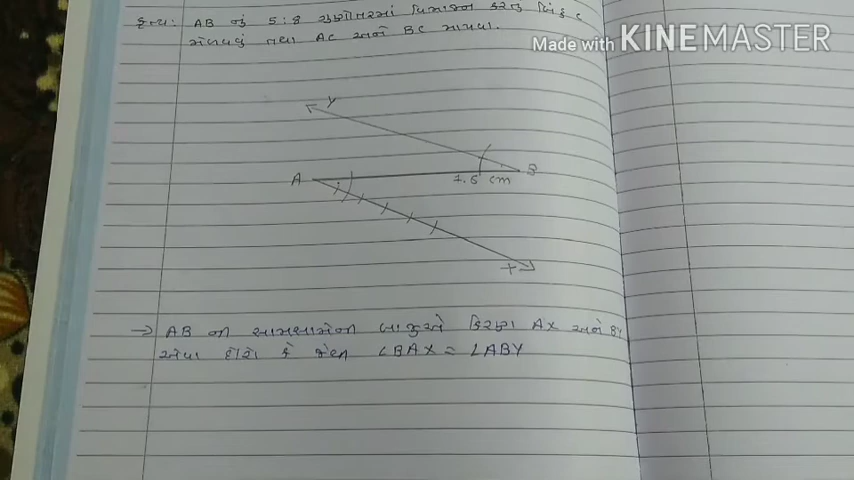 કૃત્ય: AB નું 5:8 ગુણોત્તરમાં વિભાજન કરતું બિંદુ C
મેળવવું તથા AC અને BC માપવા.
Made with KINEMASTER
Y
A
B
7.6 cm
X
→ AB ના સામસામેની બાજુએ કિરણો AX અને BY
એવા દોરો કે જેથી ∠BAX = ∠ABY